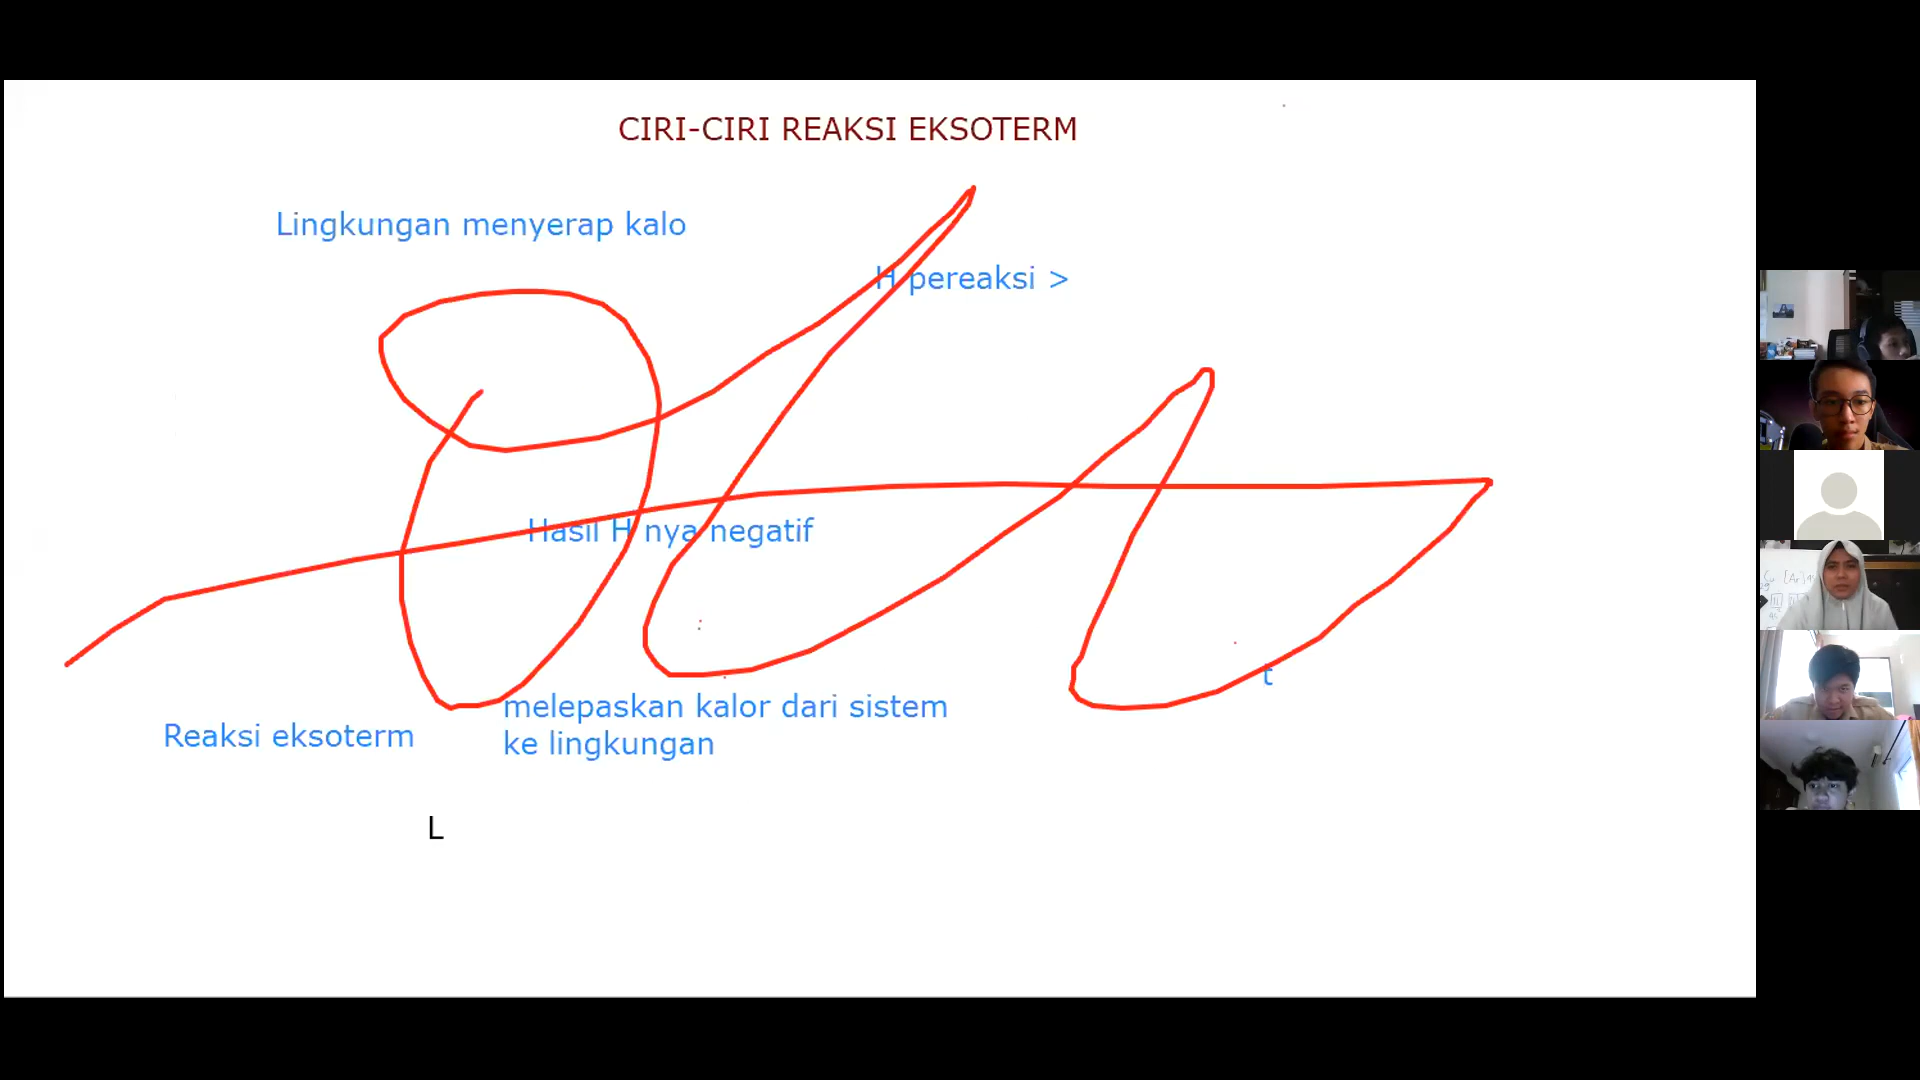 CIRI-CIRI REAKSI EKSOTERM
Lingkungan menyerap kalo
H pereaksi >
Hasil H nya negatif
t
melepaskan kalor dari sistem
ke lingkungan
Reaksi eksoterm
L